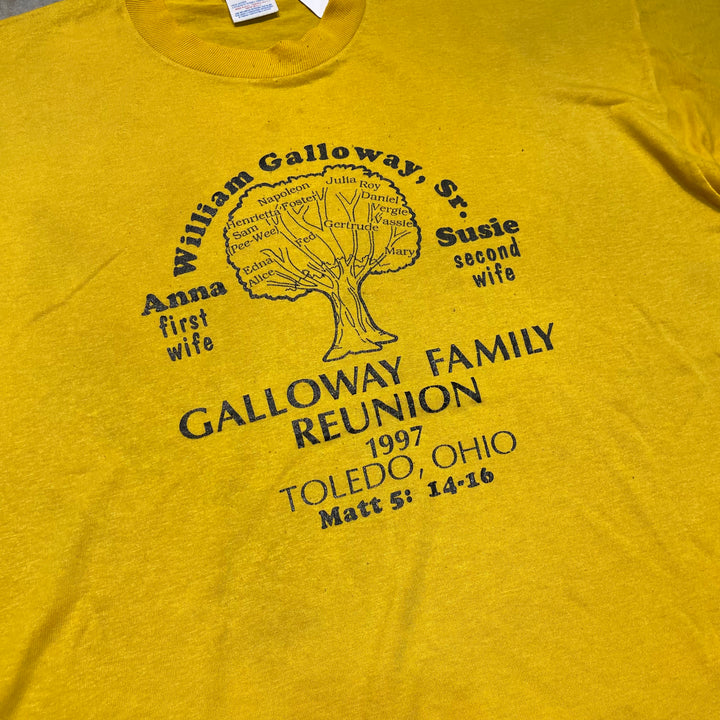 William Galloway, Sr.
Anna
first
wife
Susie
second
wife
Napoleon
Julia
Roy
Daniel
Henrietta
Foster
Vergie
Sam
Vassie
(Pee-Wee)
Gertrude
Fed
Mary
Edna
Alice
GALLOWAY FAMILY
REUNION
1997
TOLEDO, OHIO
Matt 5: 14-16